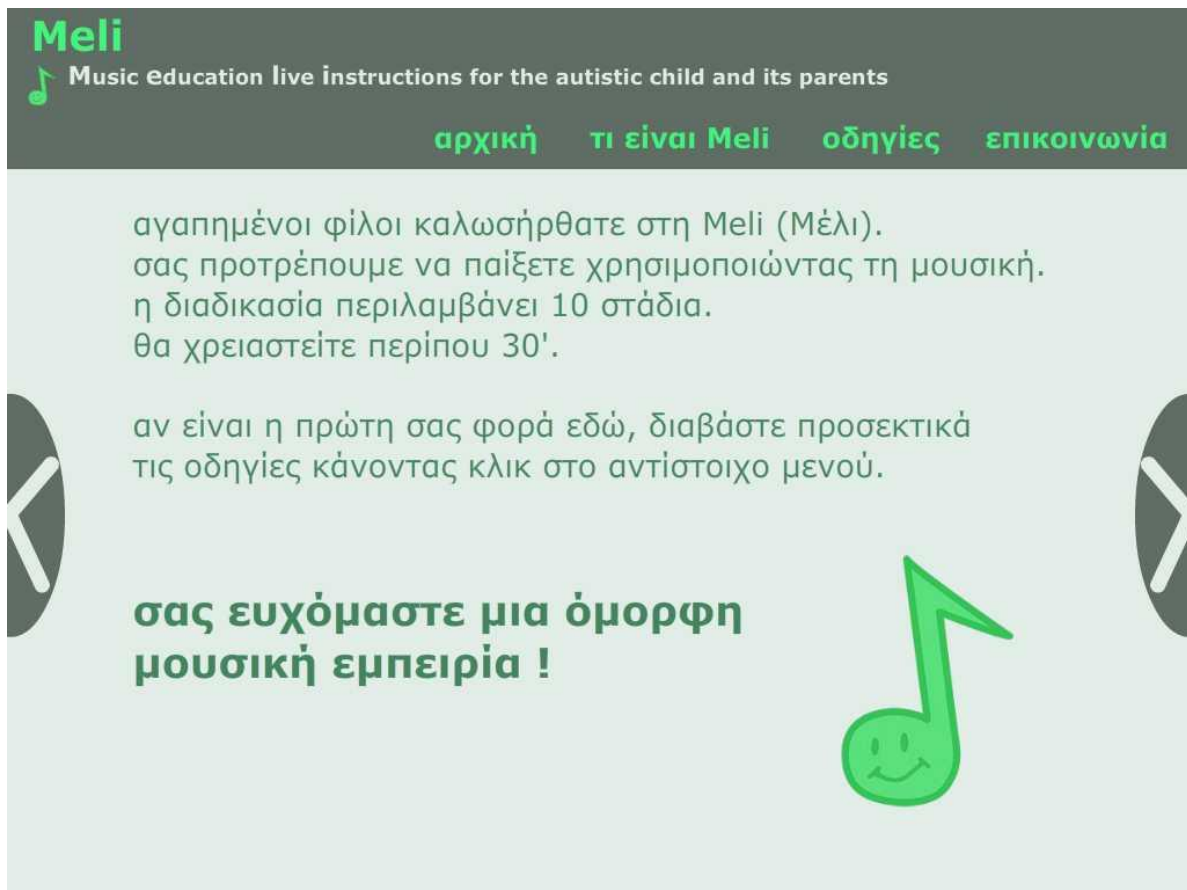 Meli
Music education live instructions for the autistic child and its parents
αρχική τι είναι Meli οδηγίες επικοινωνία
αγαπημένοι φίλοι καλωσήρθατε στη Meli (Μέλι).
σας προτρέπουμε να παίξετε χρησιμοποιώντας τη μουσική.
η διαδικασία περιλαμβάνει 10 στάδια.
θα χρειαστείτε περίπου 30'.
αν είναι η πρώτη σας φορά εδώ, διαβάστε προσεκτικά
τις οδηγίες κάνοντας κλικ στο αντίστοιχο μενού.
σας ευχόμαστε μια όμορφη
μουσική εμπειρία !